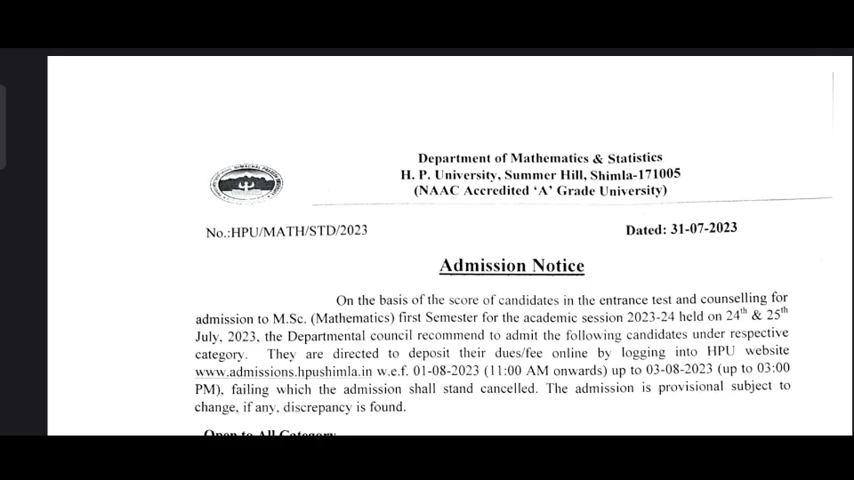 Department of Mathematics & Statistics
H. P. University, Summer Hill, Shimla-171005
(NAAC Accredited ‘A’ Grade University)
No.:HPU/MATH/STD/2023
Dated: 31-07-2023
Admission Notice
On the basis of the score of candidates in the entrance test and counselling for
admission to M.Sc. (Mathematics) first Semester for the academic session 2023-24 held on 24th & 25th
July, 2023, the Departmental council recommend to admit the following candidates under respective
category. They are directed to deposit their dues/fee online by logging into HPU website
www.admissions.hpushimla.in w.e.f. 01-08-2023 (11:00 AM onwards) up to 03-08-2023 (up to 03:00
PM), failing which the admission shall stand cancelled. The admission is provisional subject to
change, if any, discrepancy is found.
Open to All Category